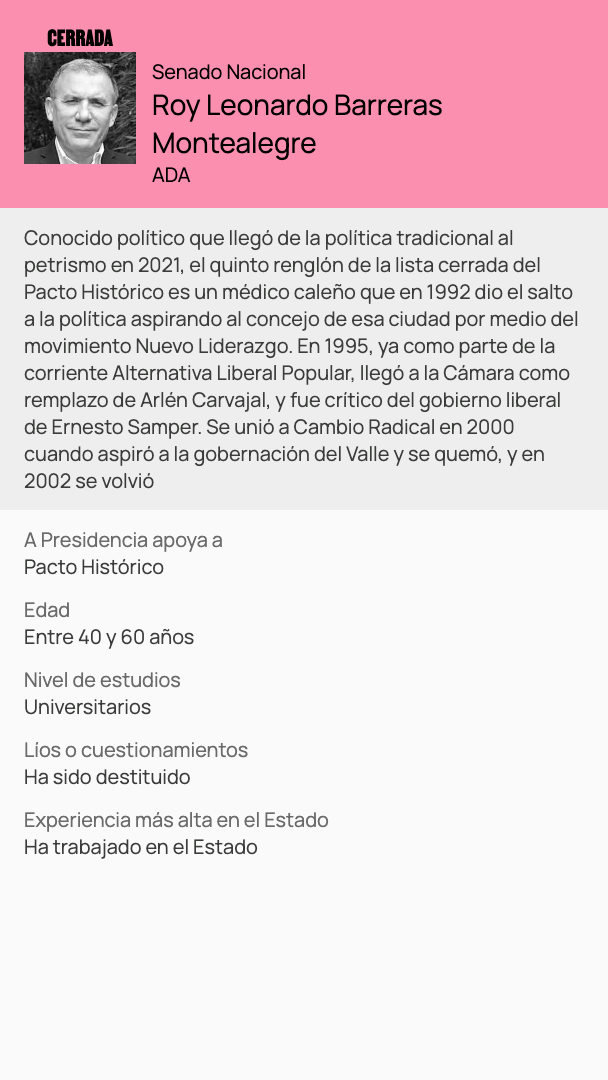 CERRADA
Senado Nacional
Roy Leonardo Barreras
Montealegre
ADA
Conocido político que llegó de la política tradicional al
petrismo en 2021, el quinto renglón de la lista cerrada del
Pacto Histórico es un médico caleño que en 1992 dio el salto
a la política aspirando al concejo de esa ciudad por medio del
movimiento Nuevo Liderazgo. En 1995, ya como parte de la
corriente Alternativa Liberal Popular, llegó a la Cámara como
remplazo de Arlén Carvajal, y fue crítico del gobierno liberal
de Ernesto Samper. Se unió a Cambio Radical en 2000
cuando aspiró a la gobernación del Valle y se quemó, y en
2002 se volvió
A Presidencia apoya a
Pacto Histórico
Edad
Entre 40 y 60 años
Nivel de estudios
Universitarios
Líos o cuestionamientos
Ha sido destituido
Experiencia más alta en el Estado
Ha trabajado en el Estado